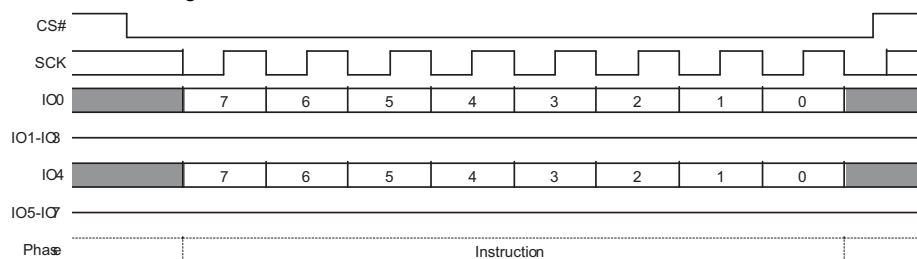 CS#
SCK
IO0 7 6 5 4 3 2 1 0
IO1-IO3
IO4 7 6 5 4 3 2 1 0
IO5-IO7
Phase Instruction